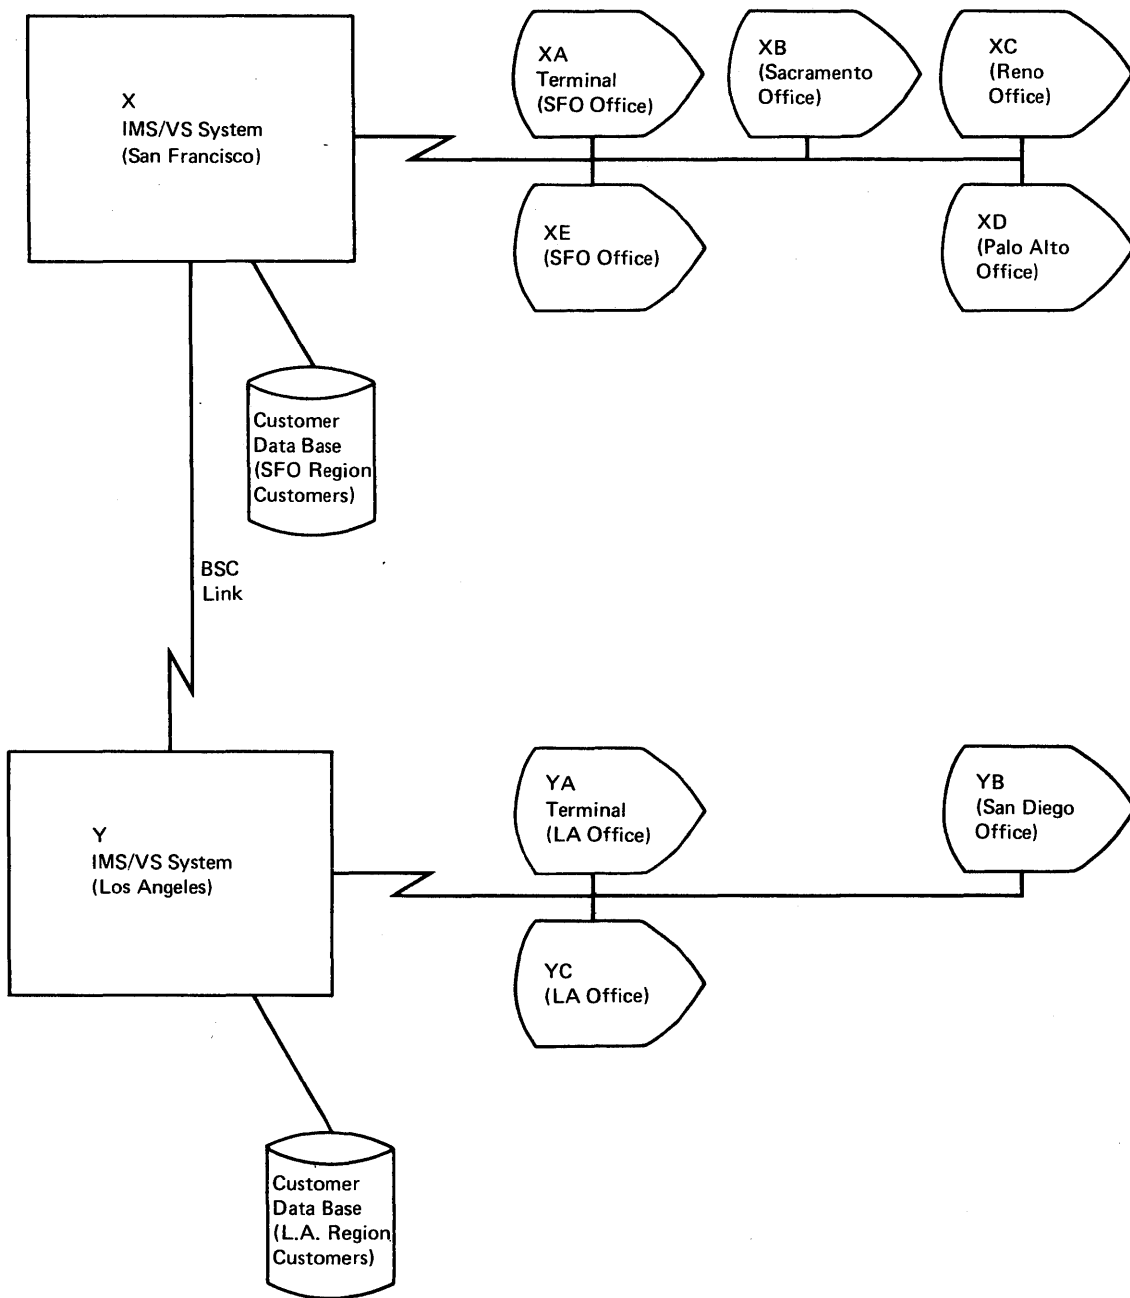 X
IMS/VS System
(San Francisco)
XA
Terminal
(SFO Office)
XB
(Sacramento
Office)
XC
(Reno
Office)
XE
(SFO Office)
XD
(Palo Alto
Office)
Customer
Data Base
(SFO Region
Customers)
BSC
Link
Y
IMS/VS System
(Los Angeles)
YA
Terminal
(LA Office)
YB
(San Diego
Office)
YC
(LA Office)
Customer
Data Base
(L.A. Region
Customers)